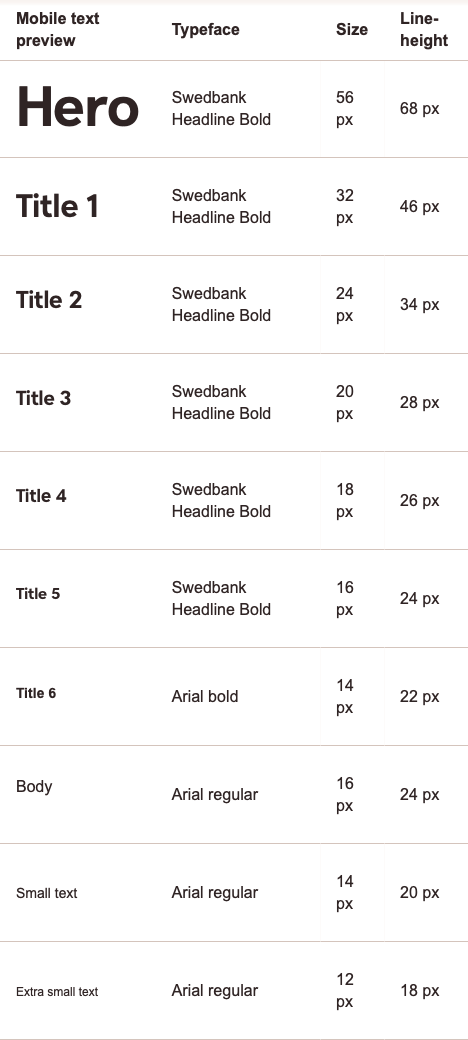 Mobile text preview | Typeface | Size | Line-height
Hero | Swedbank Headline Bold | 56 px | 68 px
Title 1 | Swedbank Headline Bold | 32 px | 46 px
Title 2 | Swedbank Headline Bold | 24 px | 34 px
Title 3 | Swedbank Headline Bold | 20 px | 28 px
Title 4 | Swedbank Headline Bold | 18 px | 26 px
Title 5 | Swedbank Headline Bold | 16 px | 24 px
Title 6 | Arial bold | 14 px | 22 px
Body | Arial regular | 16 px | 24 px
Small text | Arial regular | 14 px | 20 px
Extra small text | Arial regular | 12 px | 18 px